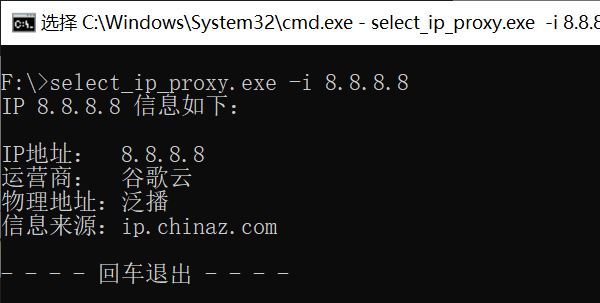 选择 C:\Windows\System32\cmd.exe - select_ip_proxy.exe  -i 8.8.8
F:\>select_ip_proxy.exe -i 8.8.8.8
IP 8.8.8.8 信息如下：
IP地址：  8.8.8.8
运营商：  谷歌云
物理地址：泛播
信息来源：ip.chinaz.com
- - - - 回车退出 - - - -